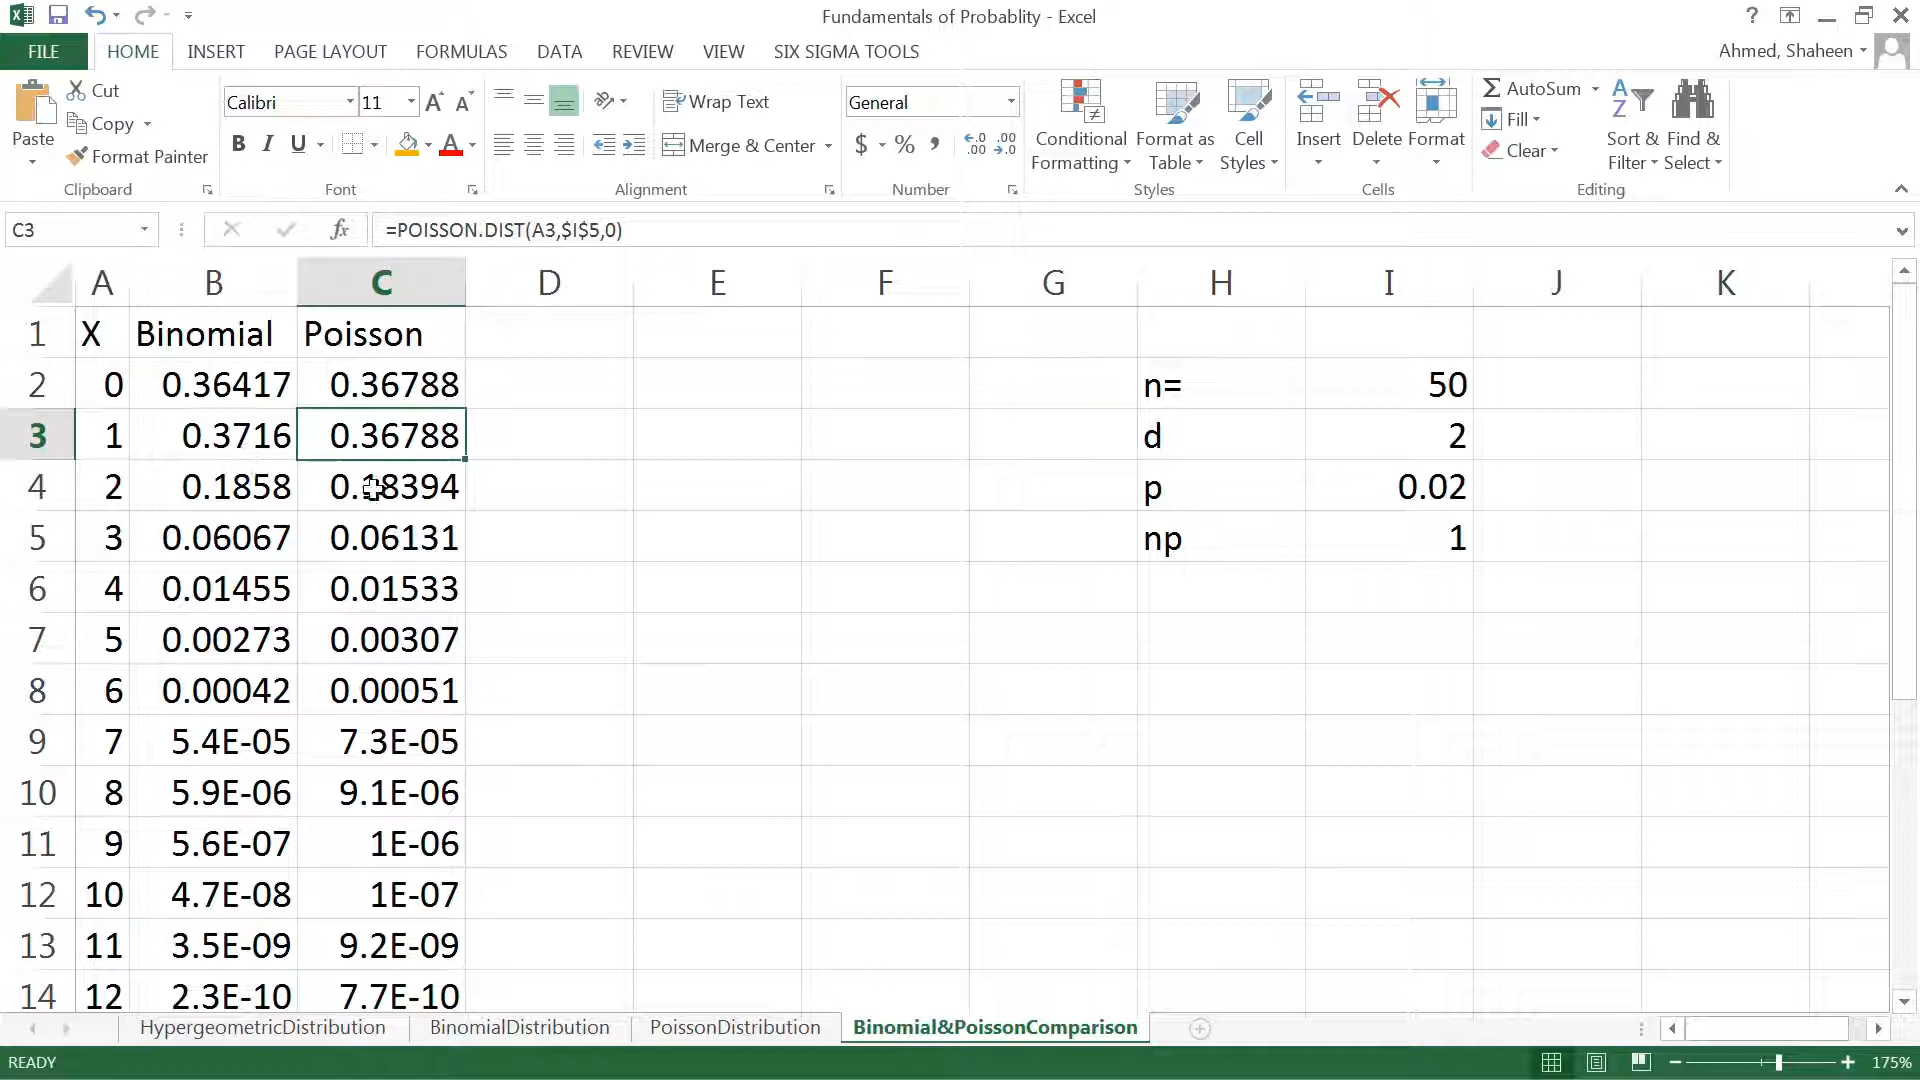 Fundamentals of Probablity - Excel
?
FILE HOME INSERT PAGE LAYOUT FORMULAS DATA REVIEW VIEW SIX SIGMA TOOLS Ahmed, Shaheen
Paste
Cut
Copy
Format Painter
Clipboard
Calibri 11 A A
B I U A
Font
Wrap Text
Merge & Center
Alignment
General
$ % , .0 .00 .00 .0
Number
Conditional Formatting
Format as Table
Cell Styles
Styles
Insert
Delete
Format
Cells
AutoSum
Fill
Clear
Sort & Filter
Find & Select
Editing
C3 fx =POISSON.DIST(A3,$I$5,0)
A B C D E F G H I J K
1 X Binomial Poisson
2 0 0.36417 0.36788 n= 50
3 1 0.3716 0.36788 d 2
4 2 0.1858 0.18394 p 0.02
5 3 0.06067 0.06131 np 1
6 4 0.01455 0.01533
7 5 0.00273 0.00307
8 6 0.00042 0.00051
9 7 5.4E-05 7.3E-05
10 8 5.9E-06 9.1E-06
11 9 5.6E-07 1E-06
12 10 4.7E-08 1E-07
13 11 3.5E-09 9.2E-09
14 12 2.3E-10 7.7E-10
HypergeometricDistribution BinomialDistribution PoissonDistribution Binomial&PoissonComparison
READY 175%